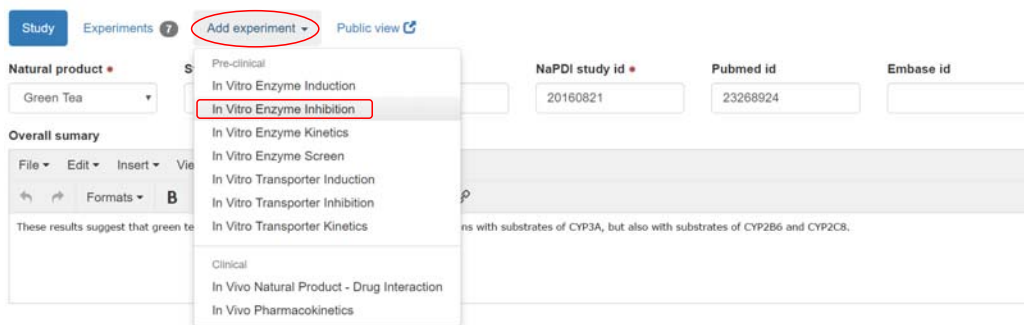 Study Experiments 7 Add experiment Public view
Natural product S NaPDI study id Pubmed id Embase id
Green Tea 20160821 23268924
Pre-clinical
In Vitro Enzyme Induction
In Vitro Enzyme Inhibition
In Vitro Enzyme Kinetics
In Vitro Enzyme Screen
In Vitro Transporter Induction
In Vitro Transporter Inhibition
In Vitro Transporter Kinetics
Clinical
In Vivo Natural Product - Drug Interaction
In Vivo Pharmacokinetics
Overall sumary
File Edit Insert Vie
Formats B
These results suggest that green te ns with substrates of CYP3A, but also with substrates of CYP2B6 and CYP2C8.